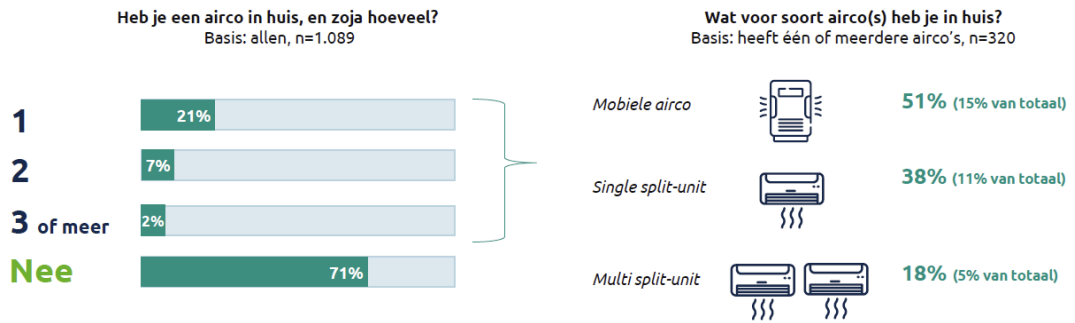 Heb je een airco in huis, en zoja hoeveel?
Basis: allen, n=1.089
1 21%
2 7%
3 of meer 2%
Nee 71%
Wat voor soort airco(s) heb je in huis?
Basis: heeft één of meerdere airco's, n=320
Mobiele airco 51% (15% van totaal)
Single split-unit 38% (11% van totaal)
Multi split-unit 18% (5% van totaal)